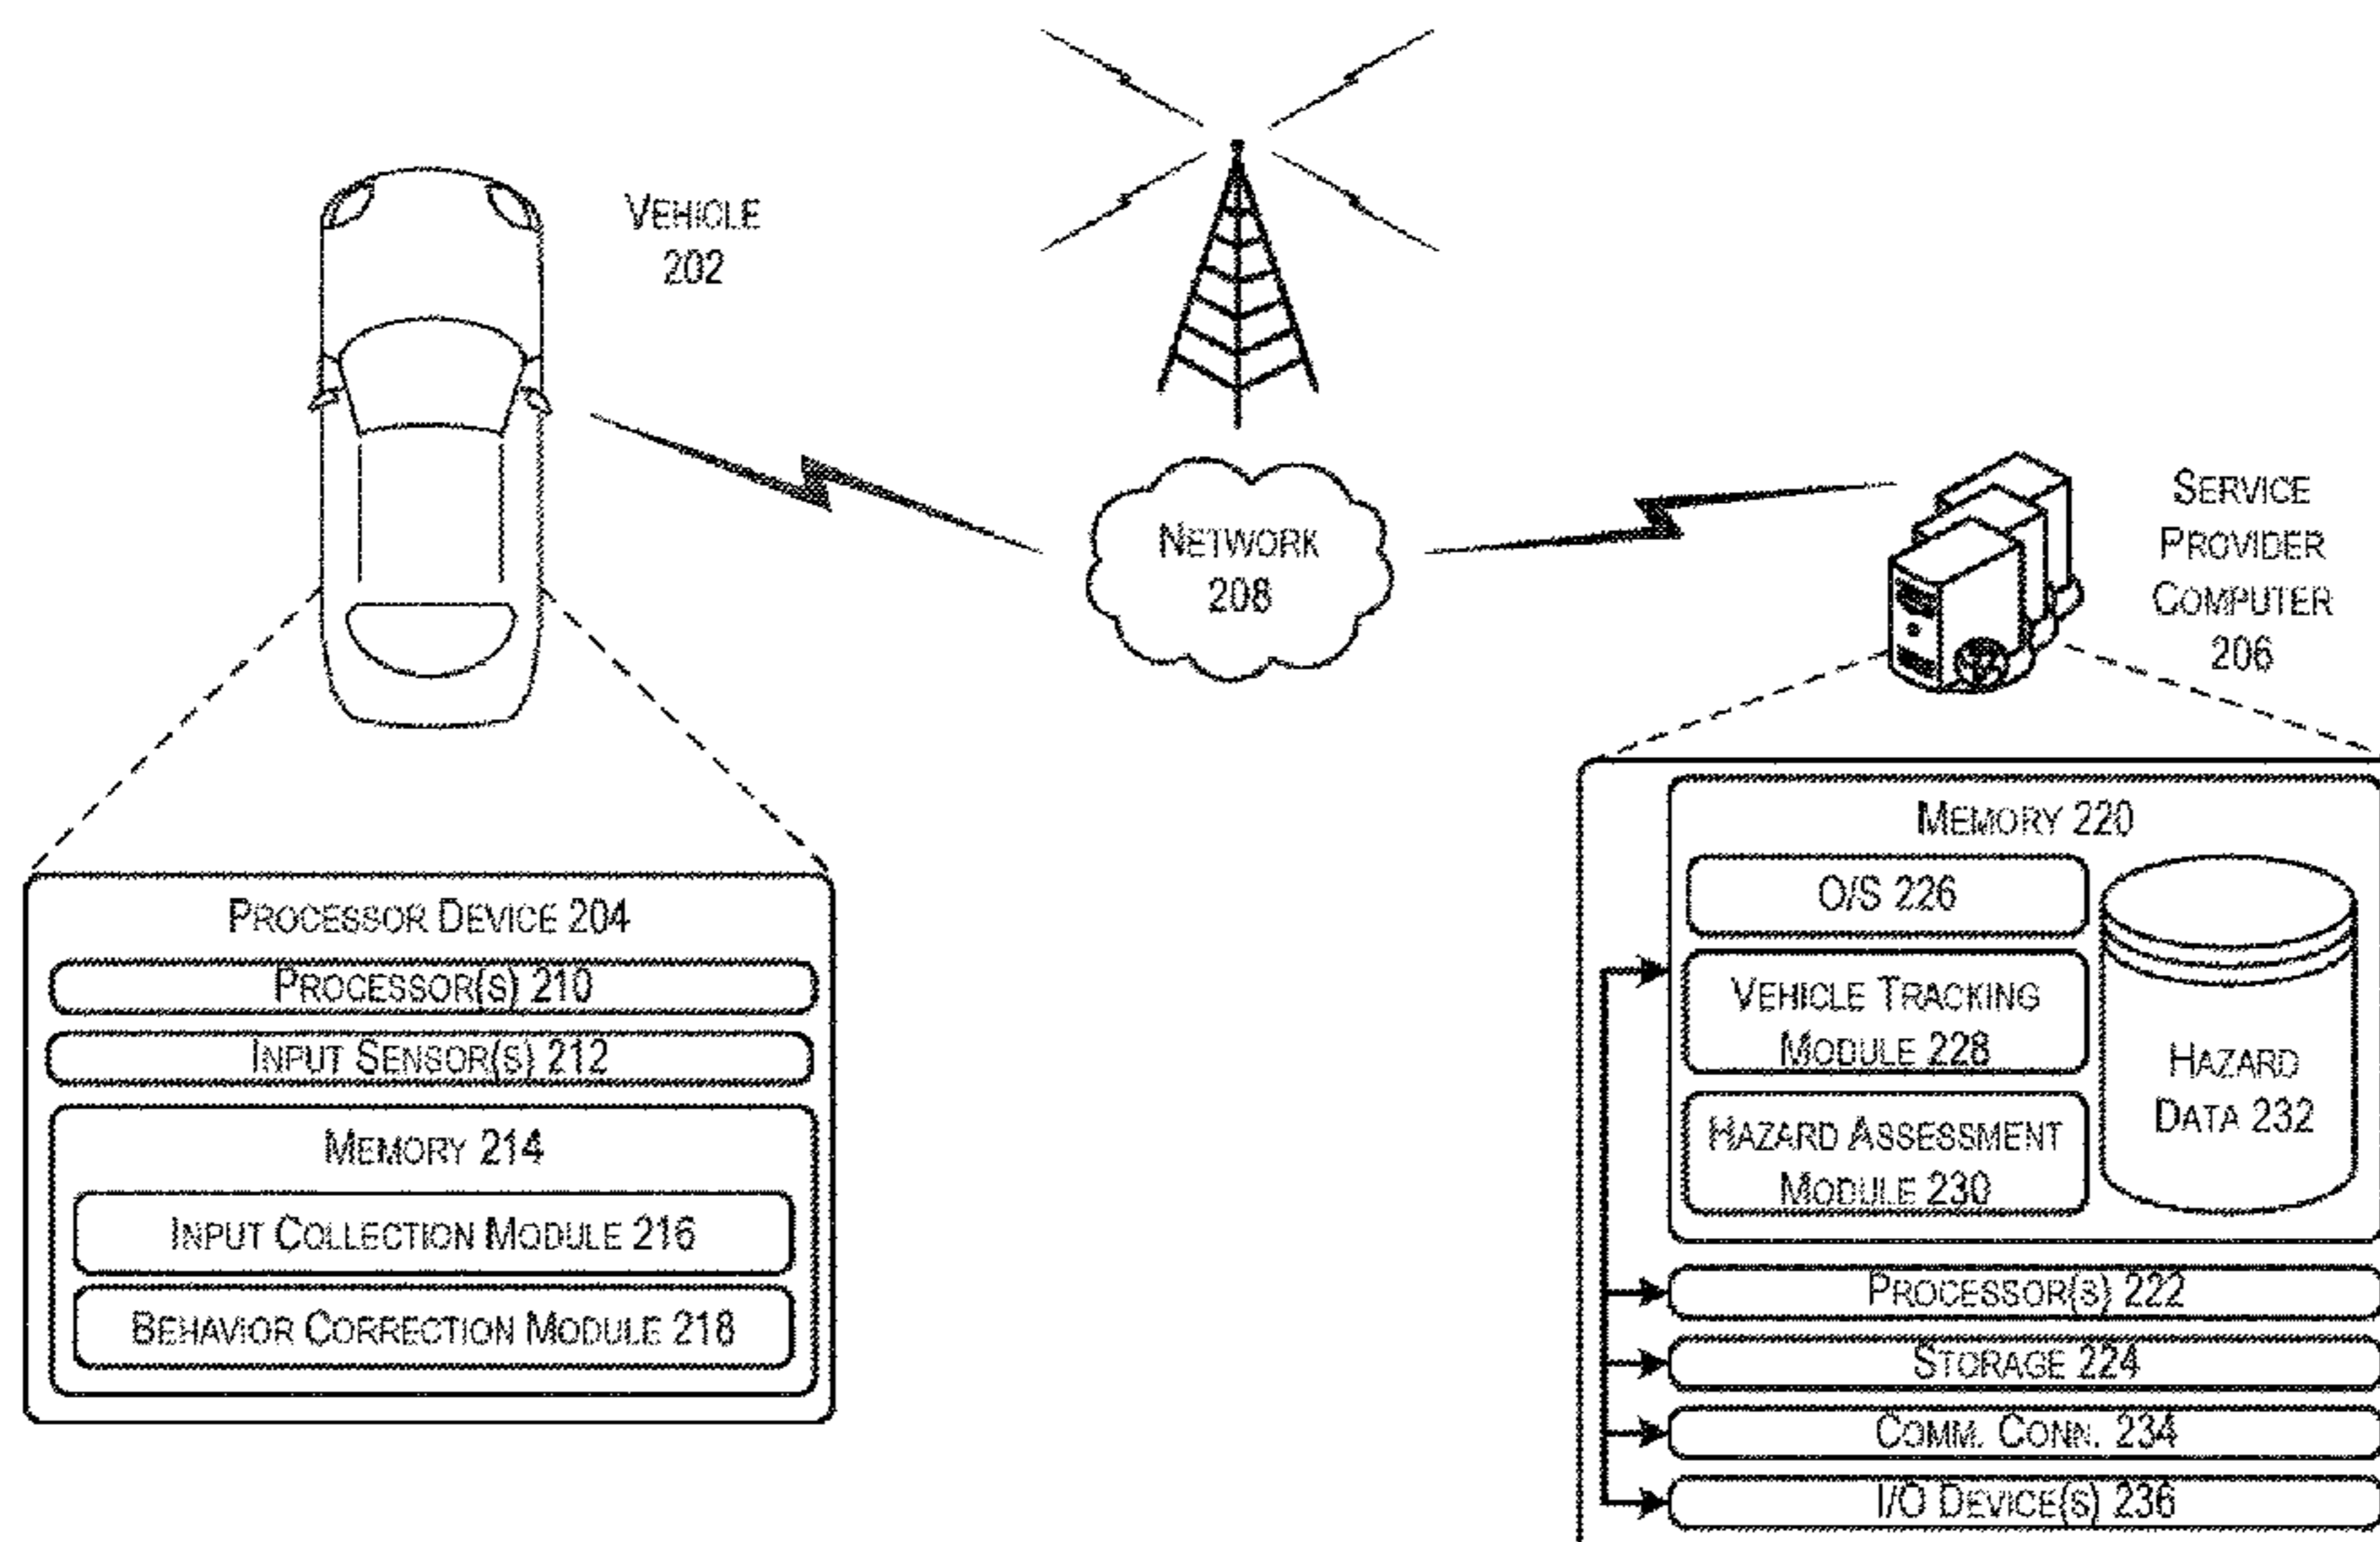 VEHICLE
202
NETWORK
208
SERVICE
PROVIDER
COMPUTER
206
PROCESSOR DEVICE 204
PROCESSOR(S) 210
INPUT SENSOR(S) 212
MEMORY 214
INPUT COLLECTION MODULE 216
BEHAVIOR CORRECTION MODULE 218
MEMORY 220
O/S 226
VEHICLE TRACKING
MODULE 228
HAZARD ASSESSMENT
MODULE 230
HAZARD
DATA 232
PROCESSOR(S) 222
STORAGE 224
COMM. CONN. 234
I/O DEVICE(S) 236